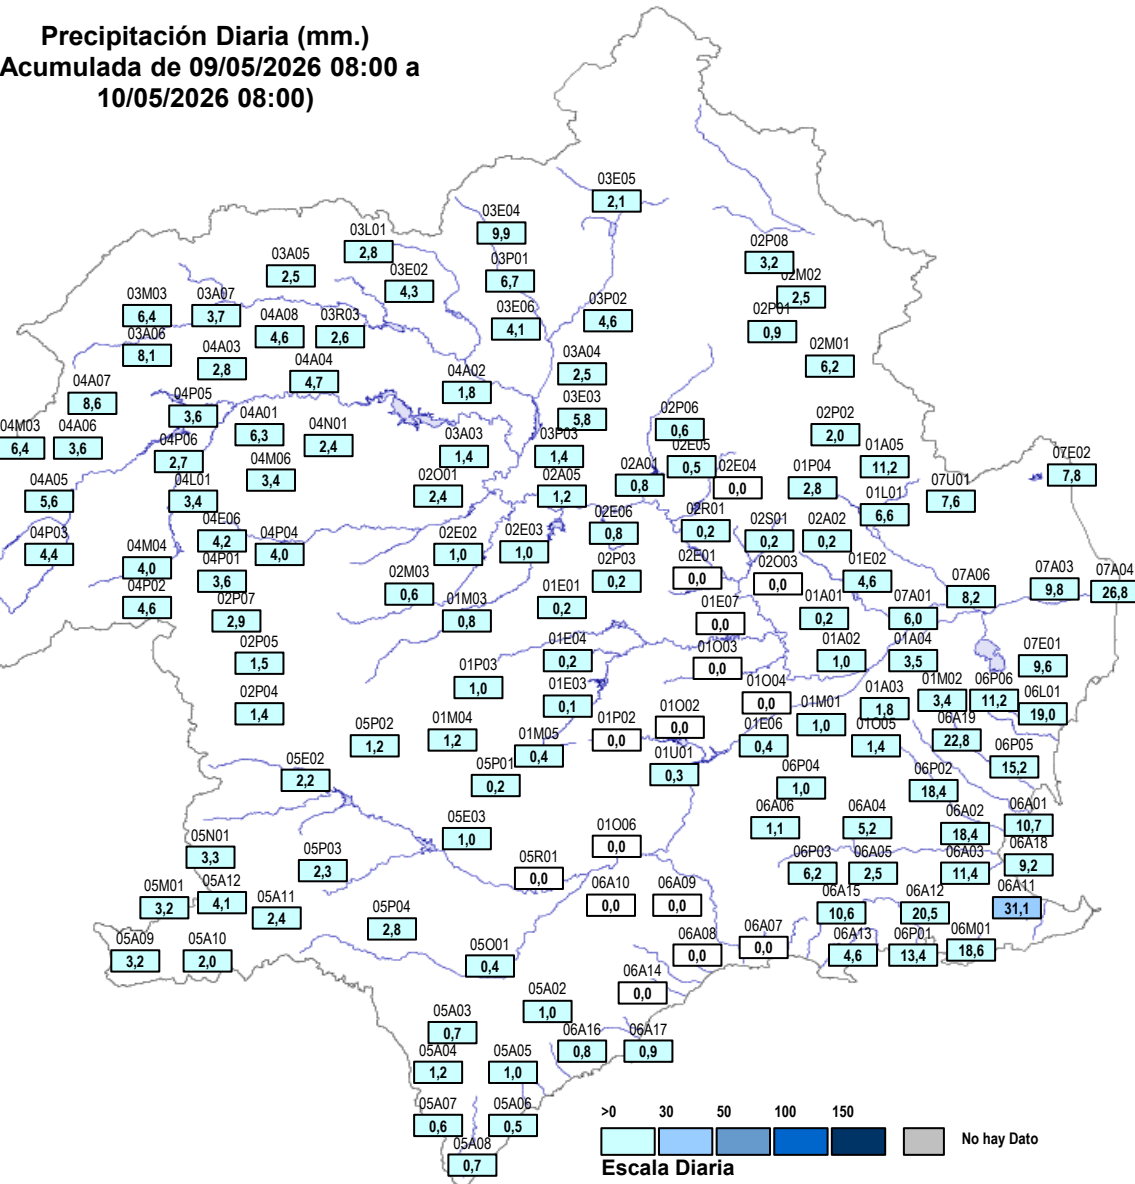 Precipitación Diaria (mm.)
Acumulada de 09/05/2026 08:00 a
10/05/2026 08:00)
03E05
2,1
03E04
9,9
03L01
2,8
02P08
3,2
03A05
2,5
03P01
6,7
03E02
4,3
02M02
2,5
03M03
6,4
03A07
3,7
03P02
4,6
04A08
4,6
03R03
2,6
03E06
4,1
02P01
0,9
03A06
8,1
04A03
2,8
03A04
2,5
02M01
6,2
04A04
4,7
04A02
1,8
04A07
8,6
04P05
3,6
03E03
5,8
04M03
6,4
04A06
3,6
04A01
6,3
04N01
2,4
02P06
0,6
02P02
2,0
04P06
2,7
03A03
1,4
03P03
1,4
02E05
0,5
01A05
11,2
07E02
7,8
04M06
3,4
02A01
0,8
02E04
0,0
01P04
2,8
04A05
5,6
04L01
3,4
02O01
2,4
02A05
1,2
07U01
7,6
01L01
6,6
04E06
4,2
02E06
0,8
02R01
0,2
02S01
0,2
02A02
0,2
04P03
4,4
04P04
4,0
02E02
1,0
02E03
1,0
04M04
4,0
04P01
3,6
02P03
0,2
02E01
0,0
02O03
0,0
01E02
4,6
07A06
8,2
07A03
9,8
07A04
26,8
04P02
4,6
02M03
0,6
02P07
2,9
01M03
0,8
01E01
0,2
01E07
0,0
01A01
0,2
07A01
6,0
02P05
1,5
01E04
0,2
01O03
0,0
01A02
1,0
01A04
3,5
07E01
9,6
01P03
1,0
01E03
0,1
01O04
0,0
01M02
3,4
06P06
11,2
02P04
1,4
01A03
1,8
06L01
19,0
01M01
1,0
05P02
1,2
01M04
1,2
01P02
0,0
01O02
0,0
01E06
0,4
01O05
1,4
06A19
22,8
01M05
0,4
05E02
2,2
05P01
0,2
01U01
0,3
06P04
1,0
06P05
15,2
06P02
18,4
05E03
1,0
01O06
0,0
06A06
1,1
06A04
5,2
06A02
18,4
06A01
10,7
05N01
3,3
05P03
2,3
05R01
0,0
06P03
6,2
06A05
2,5
06A03
11,4
06A18
9,2
05M01
3,2
05A12
4,1
05A11
2,4
06A10
0,0
06A09
0,0
06A15
10,6
06A12
20,5
06A11
31,1
05P04
2,8
05A09
3,2
05A10
2,0
05O01
0,4
06A08
0,0
06A07
0,0
06A13
4,6
06P01
13,4
06M01
18,6
06A14
0,0
05A03
0,7
05A02
1,0
06A16
0,8
06A17
0,9
05A04
1,2
05A05
1,0
05A07
0,6
05A06
0,5
05A08
0,7
>0 30 50 100 150
No hay Dato
Escala Diaria